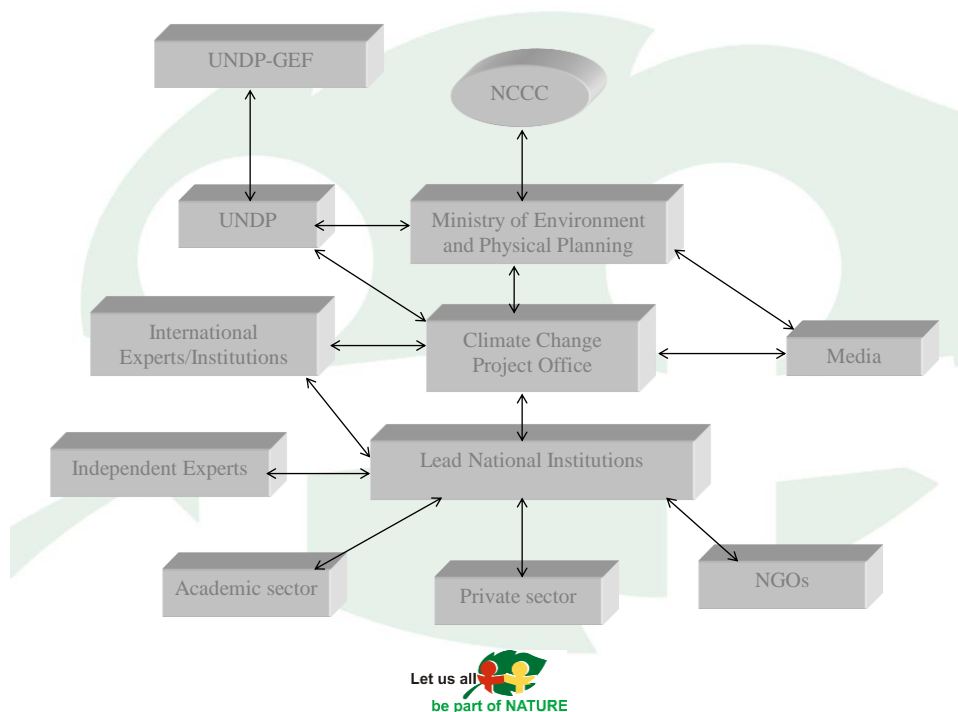 UNDP-GEF
NCCC
UNDP
Ministry of Environment
and Physical Planning
International
Experts/Institutions
Climate Change
Project Office
Media
Independent Experts
Lead National Institutions
Academic sector
Private sector
NGOs
Let us all
be part of NATURE